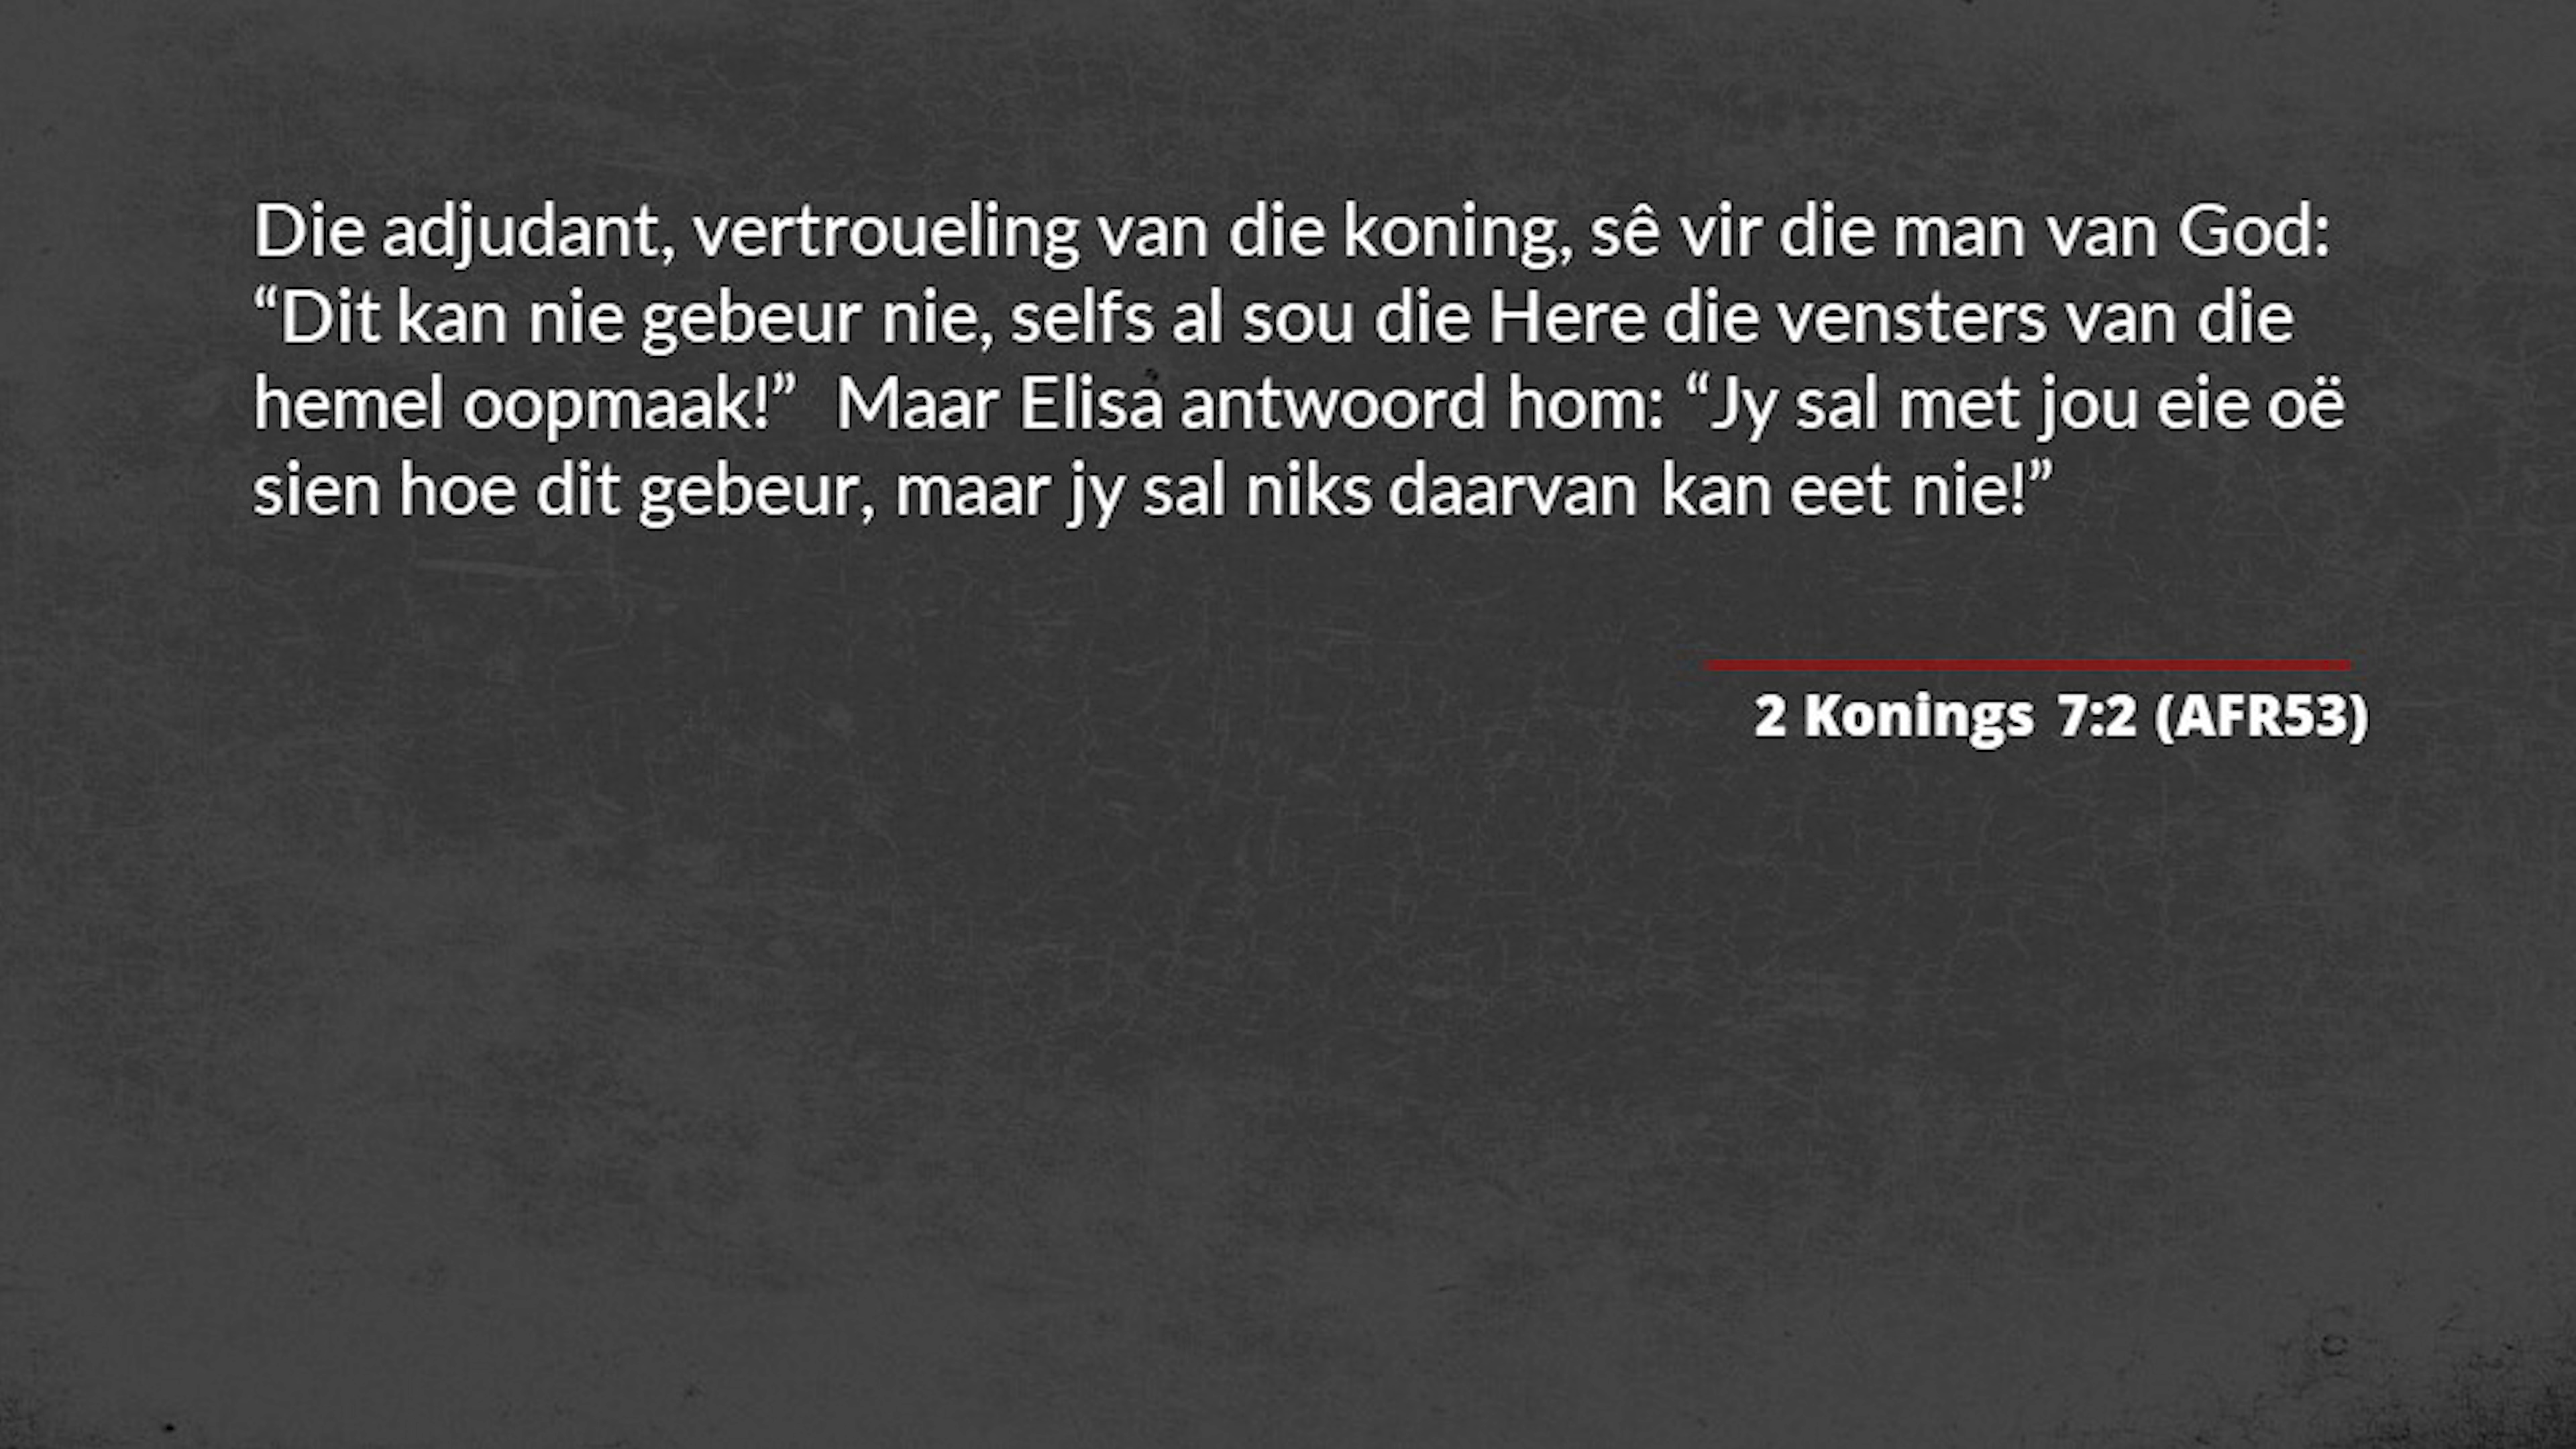 Die adjudant, vertroueling van die koning, sê vir die man van God:
“Dit kan nie gebeur nie, selfs al sou die Here die vensters van die
hemel oopmaak!”  Maar Elisa antwoord hom: “Jy sal met jou eie oë
sien hoe dit gebeur, maar jy sal niks daarvan kan eet nie!”
2 Konings 7:2 (AFR53)